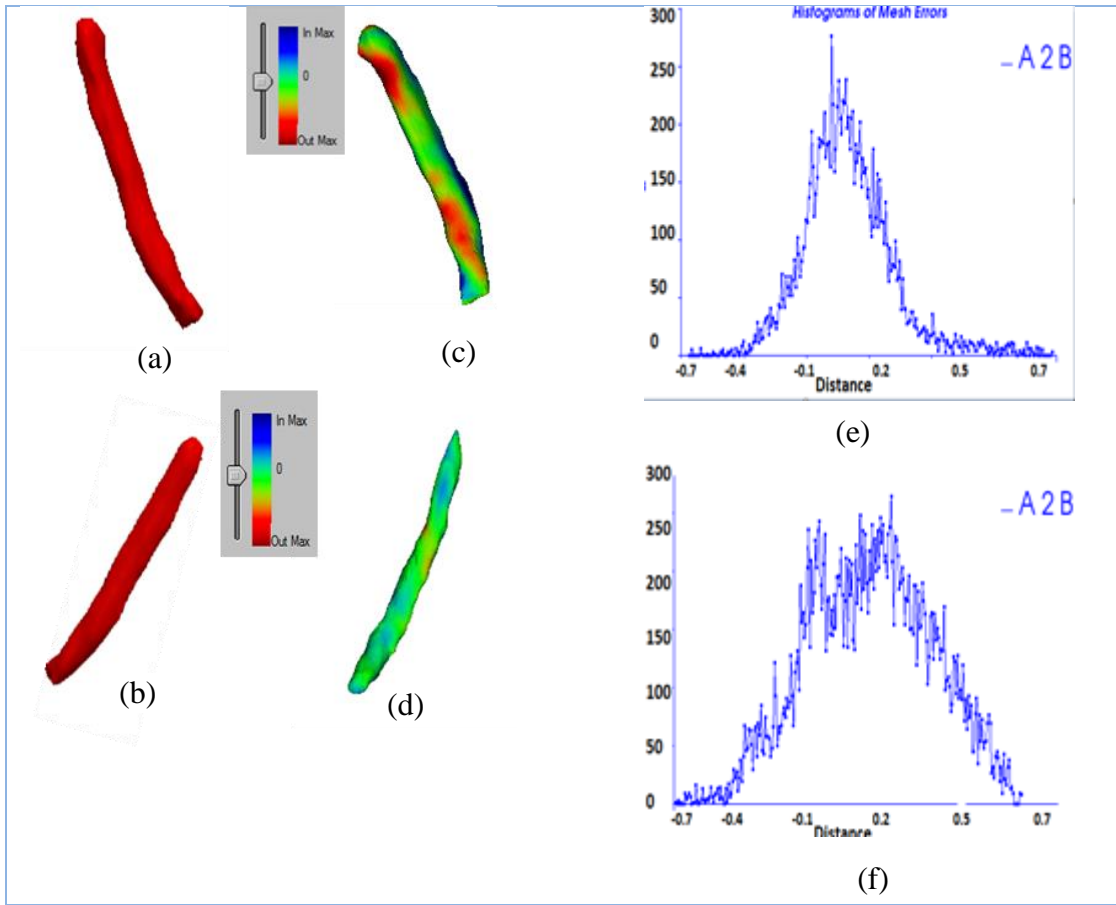 In Max
0
Out Max
(a)
(c)
In Max
0
Out Max
(b)
(d)
Histograms of Mesh Errors
A 2 B
300
250
200
150
100
50
0
-0.7 -0.4 -0.1 0.2 0.5 0.7
Distance
(e)
A 2 B
300
250
200
150
100
50
0
-0.7 -0.4 -0.1 0.2 0.5 0.7
Distance
(f)